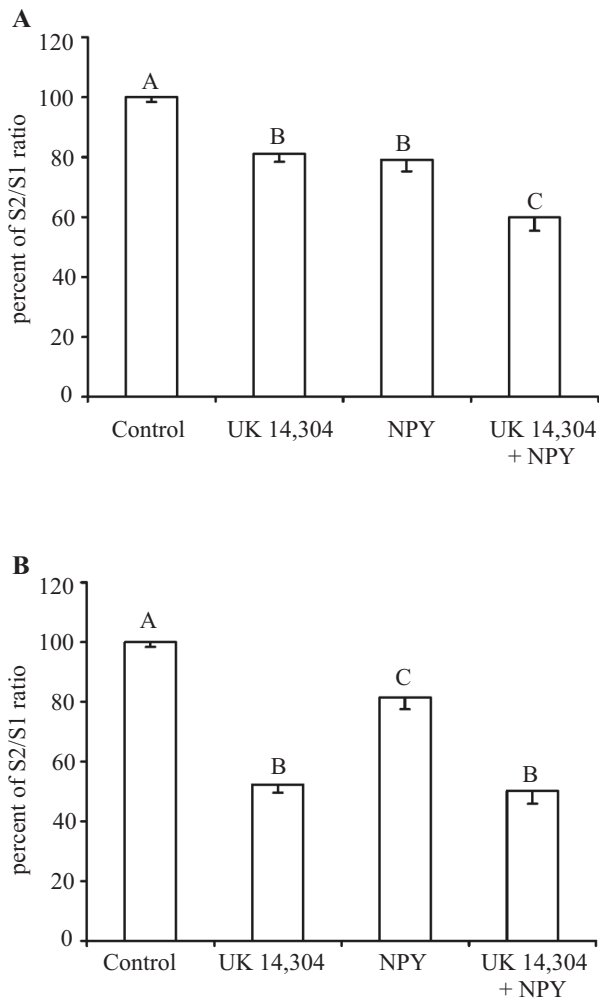 A
percent of S2/S1 ratio
120
100
80
60
40
20
0
A
B
B
C
Control
UK 14,304
NPY
UK 14,304
+ NPY
B
percent of S2/S1 ratio
120
100
80
60
40
20
0
A
B
C
B
Control
UK 14,304
NPY
UK 14,304
+ NPY